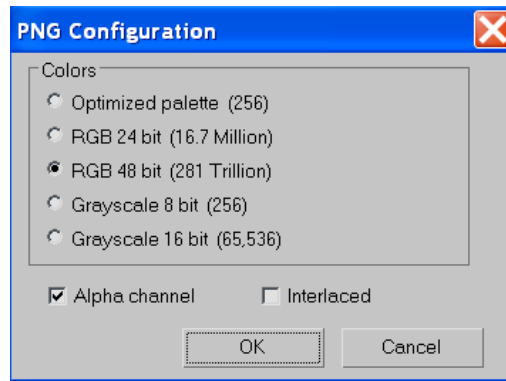 PNG Configuration
Colors
Optimized palette (256)
RGB 24 bit (16.7 Million)
RGB 48 bit (281 Trillion)
Grayscale 8 bit (256)
Grayscale 16 bit (65,536)
Alpha channel Interlaced
OK Cancel